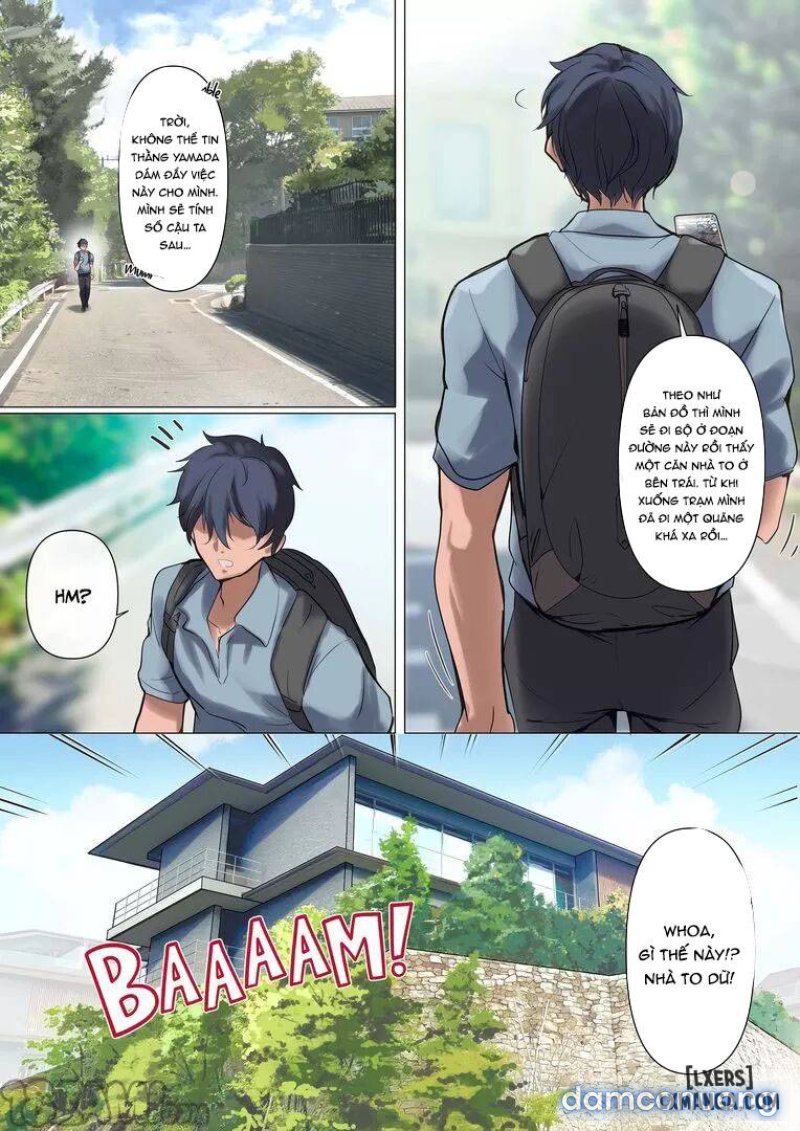 TRỜI,
KHÔNG THỂ TIN
THẰNG YAMADA
DÁM ĐẨY VIỆC
NÀY CHO MÌNH.
MÌNH SẼ TÍNH
SỔ CẬU TA
SAU...
THEO NHƯ
BẢN ĐỒ THÌ MÌNH
SẼ ĐI BỘ Ở ĐOẠN
ĐƯỜNG NÀY RỒI THẤY
MỘT CĂN NHÀ TO Ở
BÊN TRÁI. TỪ KHI
XUỐNG TRẠM MÌNH
ĐÃ ĐI MỘT QUÃNG
KHÁ XA RỒI...
HM?
BAAAAM!
WHOA,
GÌ THẾ NÀY!?
NHÀ TO DỮ!
[LXERS]